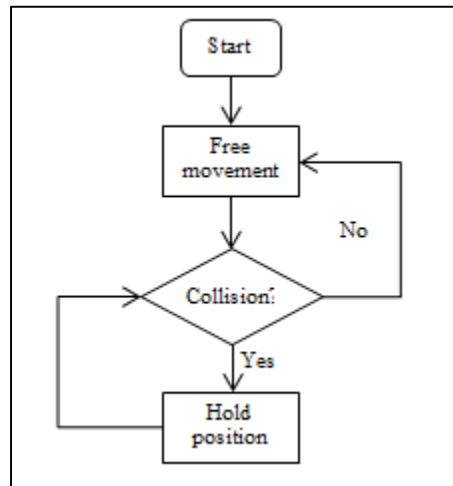 Start
Free
movement
No
Collision?
Yes
Hold
position